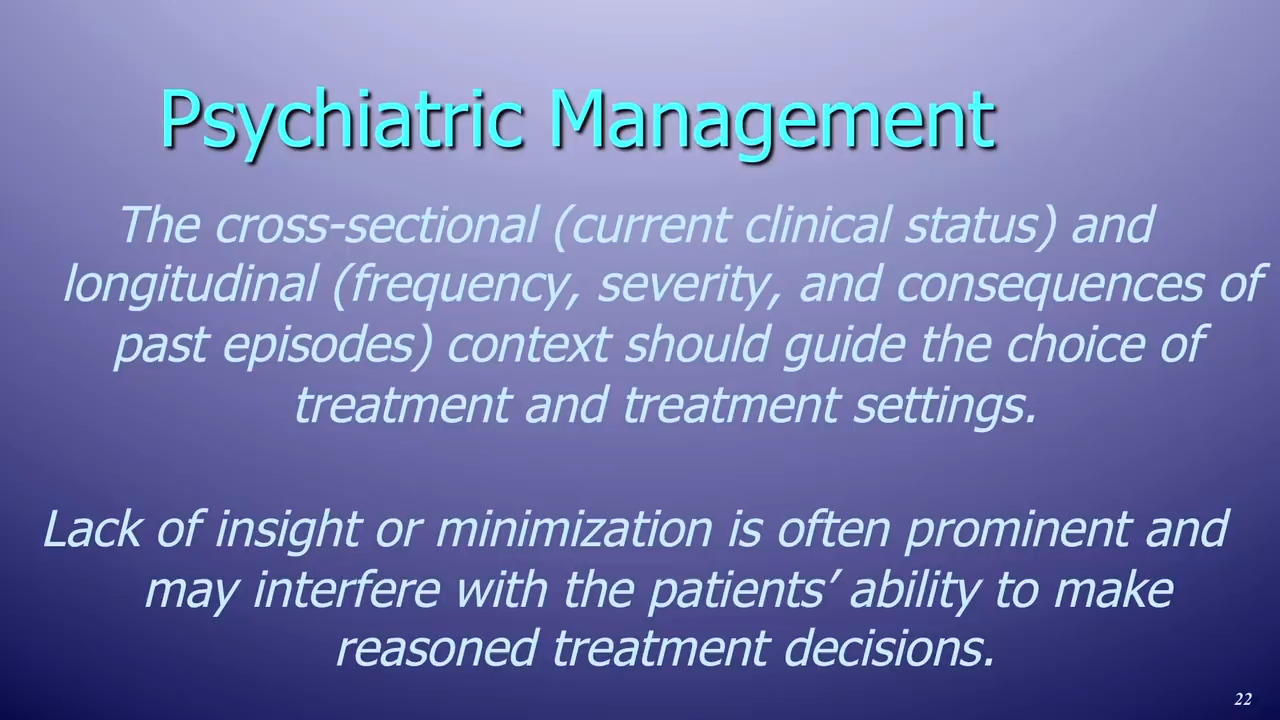 Psychiatric Management
The cross-sectional (current clinical status) and
longitudinal (frequency, severity, and consequences of
past episodes) context should guide the choice of
treatment and treatment settings.
Lack of insight or minimization is often prominent and
may interfere with the patients’ ability to make
reasoned treatment decisions.
22